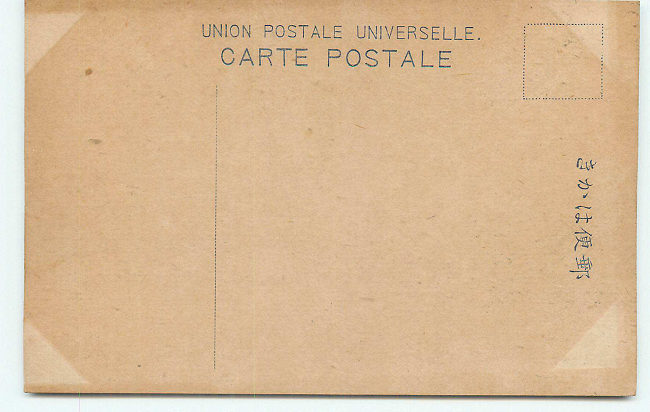 UNION POSTALE UNIVERSELLE.
CARTE POSTALE
郵便はかき